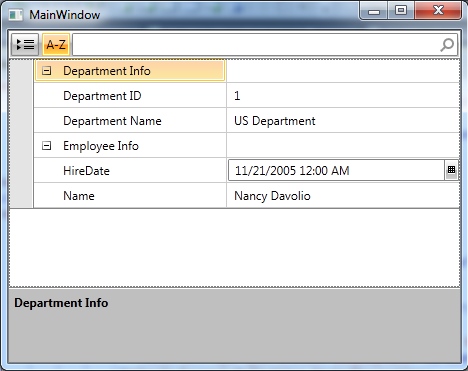 MainWindow
A-Z
Department Info
Department ID 1
Department Name US Department
Employee Info
HireDate 11/21/2005 12:00 AM
Name Nancy Davolio
Department Info